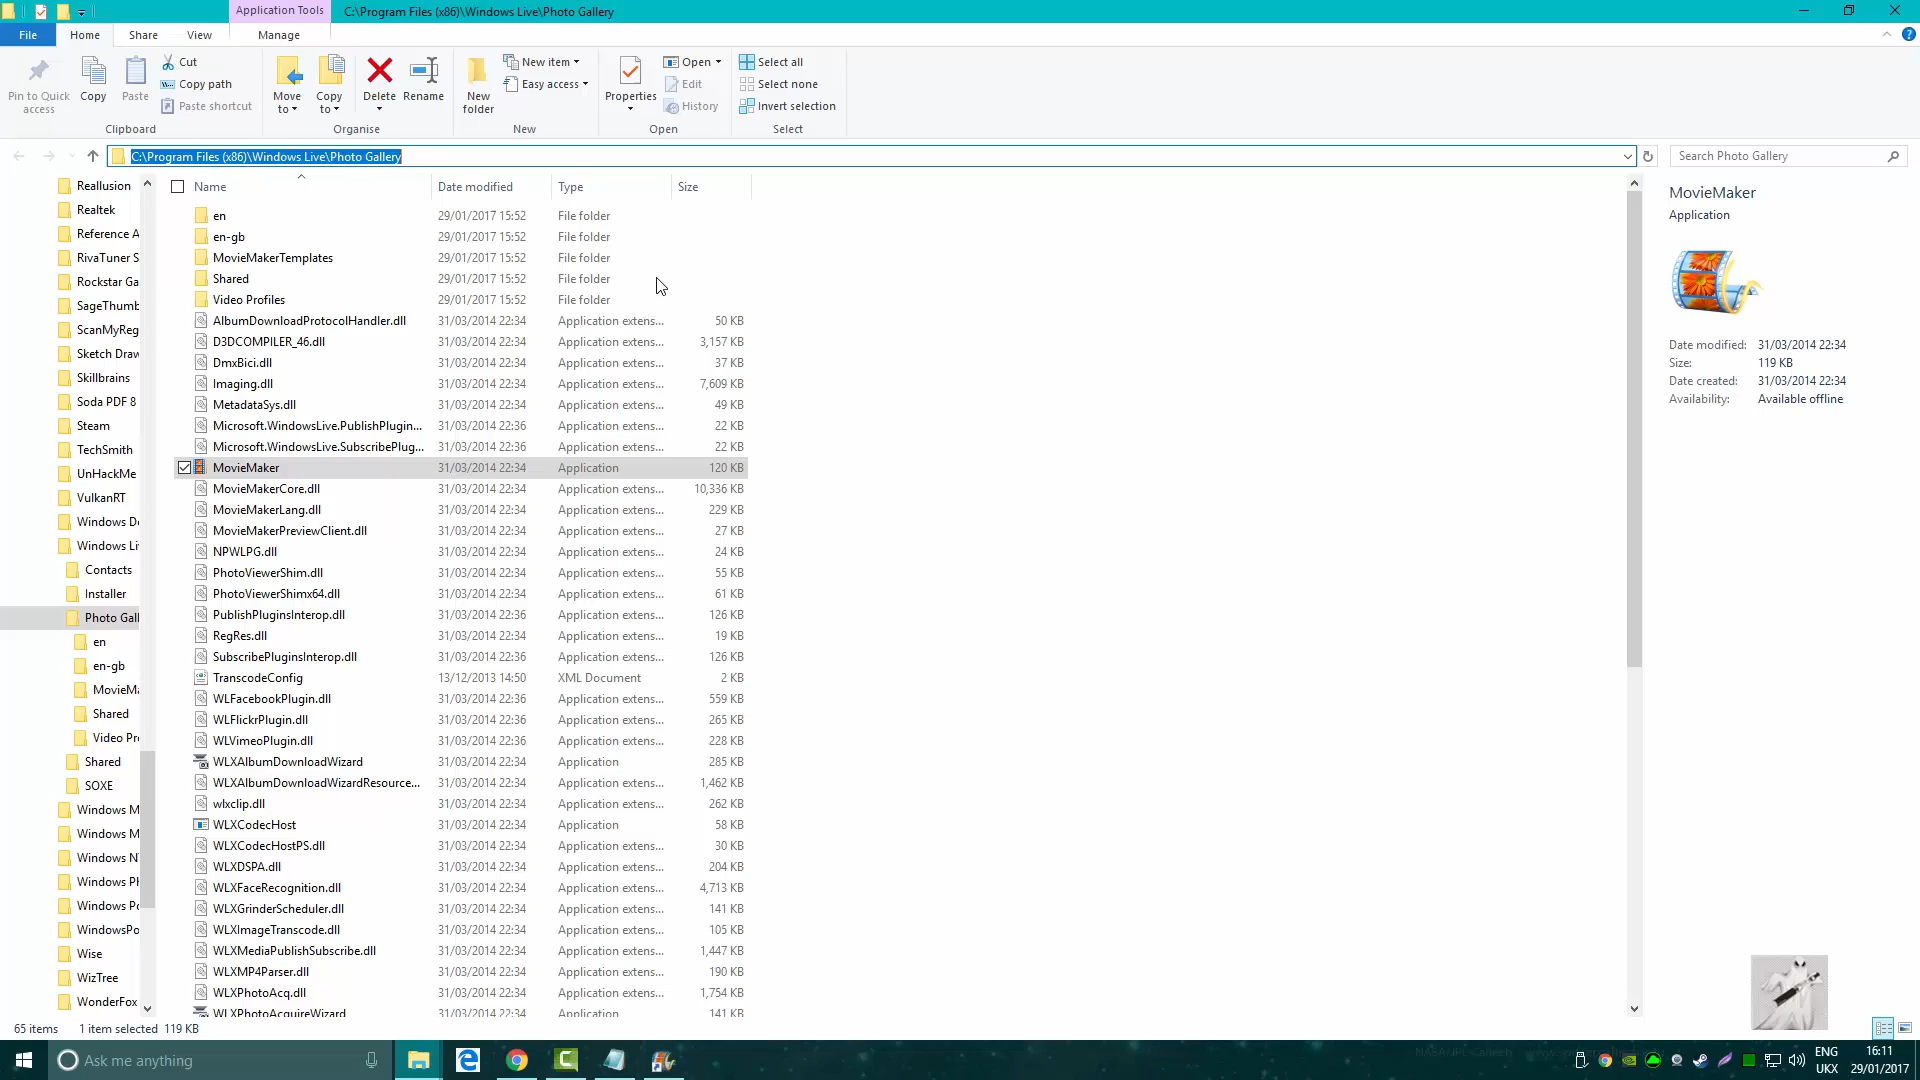 Application Tools
C:\Program Files (x86)\Windows Live\Photo Gallery
File
Home
Share
View
Manage
Pin to Quick access
Copy
Paste
Cut
Copy path
Paste shortcut
Clipboard
Move to
Copy to
Delete
Rename
Organise
New folder
New item
Easy access
New
Properties
Open
Edit
History
Open
Select all
Select none
Invert selection
Select
C:\Program Files (x86)\Windows Live\Photo Gallery
Search Photo Gallery
Reallusion
Realtek
Reference A
RivaTuner S
Rockstar Ga
SageThumb
ScanMyReg
Sketch Draw
Skillbrains
Soda PDF 8
Steam
TechSmith
UnHackMe
VulkanRT
Windows De
Windows Li
Contacts
Installer
Photo Gall
en
en-gb
MovieMa
Shared
Video Pr
Shared
SOXE
Windows M
Windows M
Windows N
Windows Ph
Windows Po
WindowsPo
Wise
WizTree
WonderFox
Name Date modified Type Size
en 29/01/2017 15:52 File folder
en-gb 29/01/2017 15:52 File folder
MovieMakerTemplates 29/01/2017 15:52 File folder
Shared 29/01/2017 15:52 File folder
Video Profiles 29/01/2017 15:52 File folder
AlbumDownloadProtocolHandler.dll 31/03/2014 22:34 Application extens... 50 KB
D3DCOMPILER_46.dll 31/03/2014 22:34 Application extens... 3,157 KB
DmxBici.dll 31/03/2014 22:34 Application extens... 37 KB
Imaging.dll 31/03/2014 22:34 Application extens... 7,609 KB
MetadataSys.dll 31/03/2014 22:34 Application extens... 49 KB
Microsoft.WindowsLive.PublishPlugin... 31/03/2014 22:36 Application extens... 22 KB
Microsoft.WindowsLive.SubscribePlug... 31/03/2014 22:36 Application extens... 22 KB
MovieMaker 31/03/2014 22:34 Application 120 KB
MovieMakerCore.dll 31/03/2014 22:34 Application extens... 10,336 KB
MovieMakerLang.dll 31/03/2014 22:34 Application extens... 229 KB
MovieMakerPreviewClient.dll 31/03/2014 22:34 Application extens... 27 KB
NPWLPG.dll 31/03/2014 22:34 Application extens... 24 KB
PhotoViewerShim.dll 31/03/2014 22:34 Application extens... 55 KB
PhotoViewerShimx64.dll 31/03/2014 22:34 Application extens... 61 KB
PublishPluginsInterop.dll 31/03/2014 22:36 Application extens... 126 KB
RegRes.dll 31/03/2014 22:34 Application extens... 19 KB
SubscribePluginsInterop.dll 31/03/2014 22:36 Application extens... 126 KB
TranscodeConfig 13/12/2013 14:50 XML Document 2 KB
WLFacebookPlugin.dll 31/03/2014 22:36 Application extens... 559 KB
WLFlickrPlugin.dll 31/03/2014 22:36 Application extens... 265 KB
WLVimeoPlugin.dll 31/03/2014 22:36 Application extens... 228 KB
WLXAlbumDownloadWizard 31/03/2014 22:34 Application 285 KB
WLXAlbumDownloadWizardResource... 31/03/2014 22:34 Application extens... 1,462 KB
wlxclip.dll 31/03/2014 22:34 Application extens... 262 KB
WLXCodecHost 31/03/2014 22:34 Application 58 KB
WLXCodecHostPS.dll 31/03/2014 22:34 Application extens... 30 KB
WLXDSPA.dll 31/03/2014 22:34 Application extens... 204 KB
WLXFaceRecognition.dll 31/03/2014 22:34 Application extens... 4,713 KB
WLXGrinderScheduler.dll 31/03/2014 22:34 Application extens... 141 KB
WLXImageTranscode.dll 31/03/2014 22:34 Application extens... 105 KB
WLXMediaPublishSubscribe.dll 31/03/2014 22:34 Application extens... 1,447 KB
WLXMP4Parser.dll 31/03/2014 22:34 Application extens... 190 KB
WLXPhotoAcq.dll 31/03/2014 22:34 Application extens... 1,754 KB
WLXPhotoAcquireWizard 31/03/2014 22:34 Application 141 KB
MovieMaker
Application
Date modified: 31/03/2014 22:34
Size: 119 KB
Date created: 31/03/2014 22:34
Availability: Available offline
65 items 1 item selected 119 KB
Ask me anything
ENG
UKX
16:11
29/01/2017